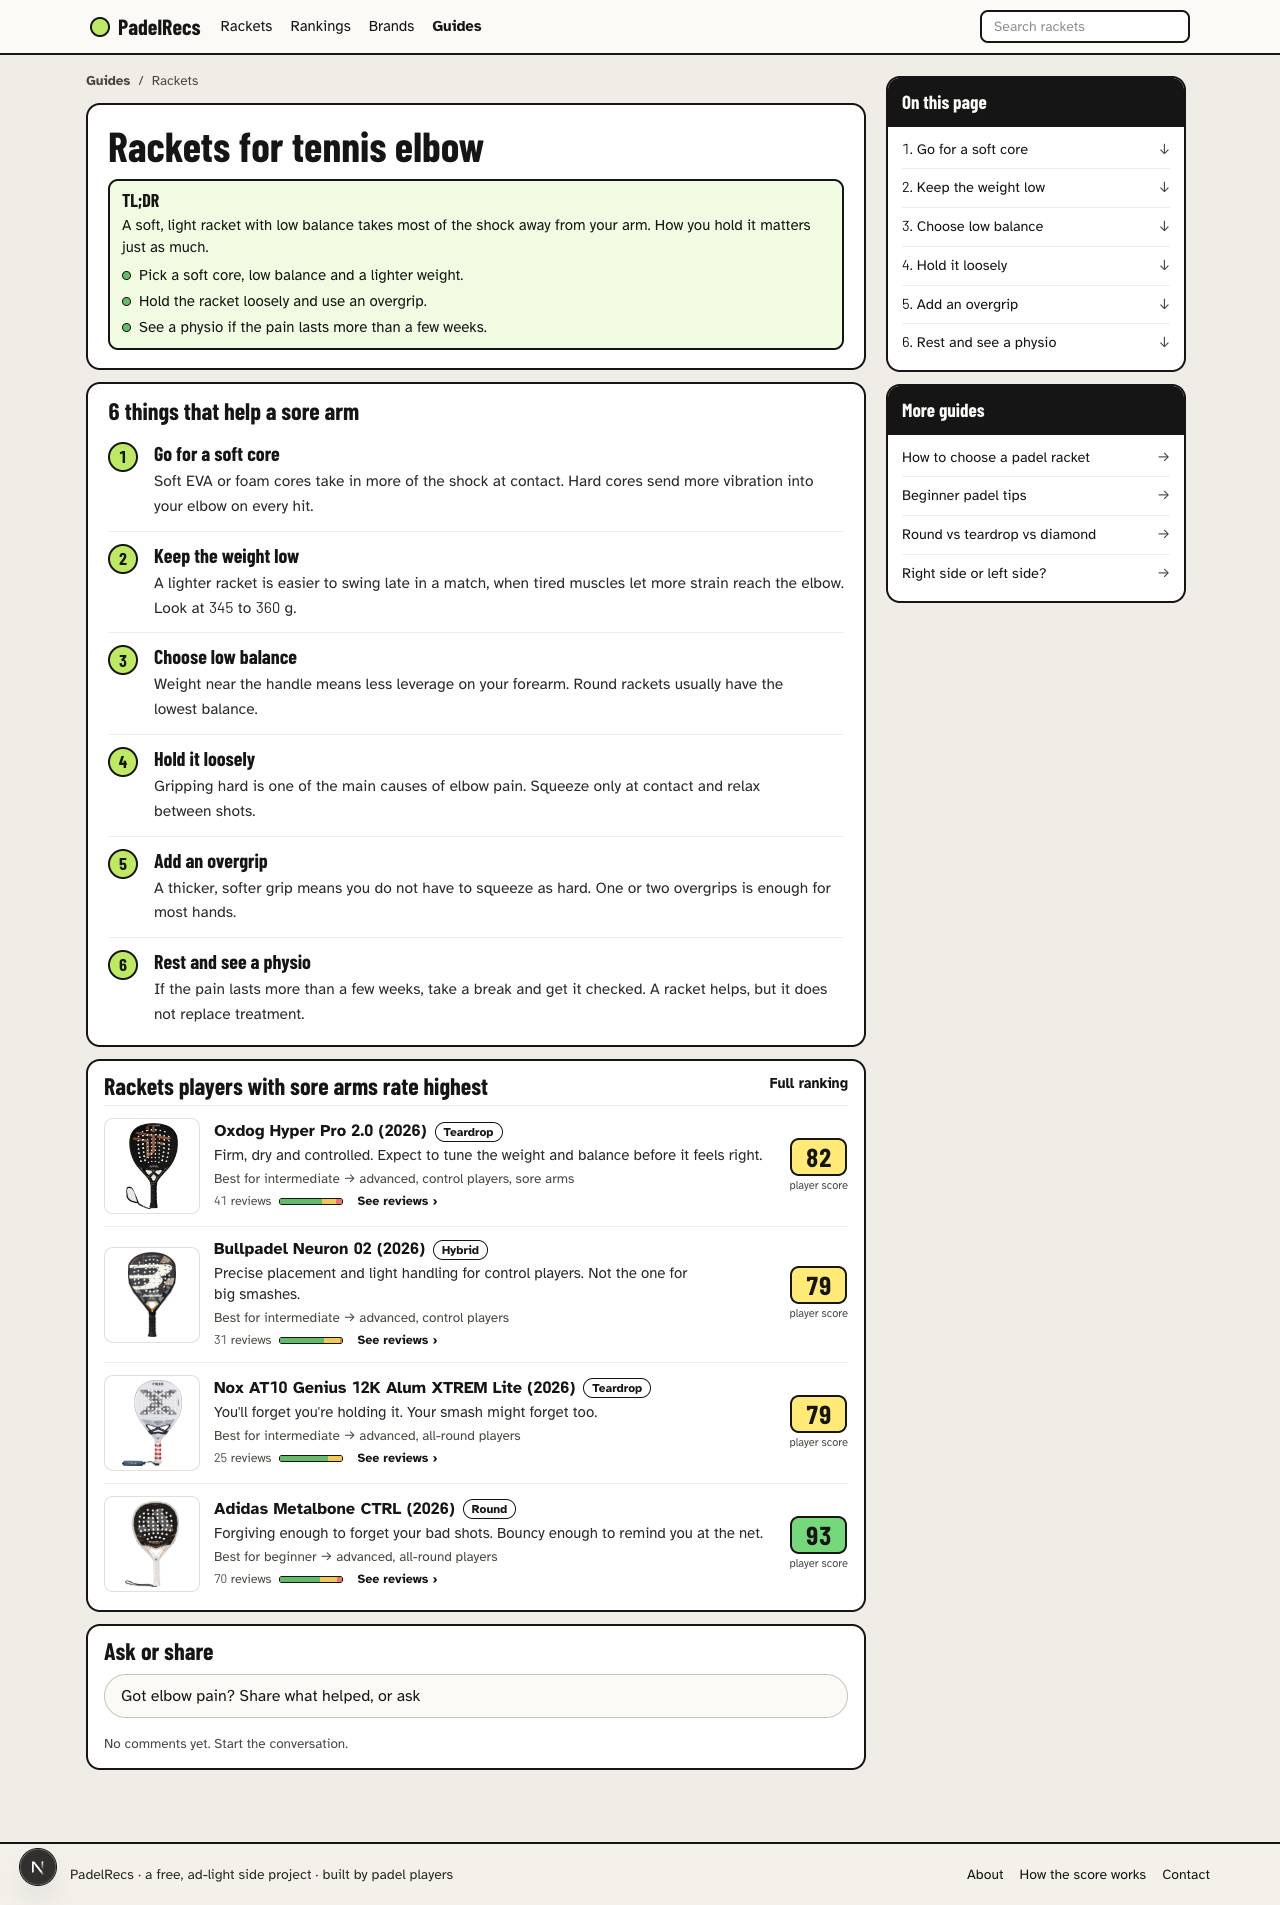 PadelRecs
Rackets
Rankings
Brands
Guides
Search rackets
Guides / Rackets
Rackets for tennis elbow
TL;DR
A soft, light racket with low balance takes most of the shock away from your arm. How you hold it matters
just as much.
Pick a soft core, low balance and a lighter weight.
Hold the racket loosely and use an overgrip.
See a physio if the pain lasts more than a few weeks.
6 things that help a sore arm
1 Go for a soft core
Soft EVA or foam cores take in more of the shock at contact. Hard cores send more vibration into
your elbow on every hit.
2 Keep the weight low
A lighter racket is easier to swing late in a match, when tired muscles let more strain reach the elbow.
Look at 345 to 360 g.
3 Choose low balance
Weight near the handle means less leverage on your forearm. Round rackets usually have the
lowest balance.
4 Hold it loosely
Gripping hard is one of the main causes of elbow pain. Squeeze only at contact and relax
between shots.
5 Add an overgrip
A thicker, softer grip means you do not have to squeeze as hard. One or two overgrips is enough for
most hands.
6 Rest and see a physio
If the pain lasts more than a few weeks, take a break and get it checked. A racket helps, but it does
not replace treatment.
Rackets players with sore arms rate highest
Full ranking
Oxdog Hyper Pro 2.0 (2026) Teardrop
Firm, dry and controlled. Expect to tune the weight and balance before it feels right.
Best for intermediate → advanced, control players, sore arms
41 reviews See reviews ›
82
player score
Bullpadel Neuron 02 (2026) Hybrid
Precise placement and light handling for control players. Not the one for
big smashes.
Best for intermediate → advanced, control players
31 reviews See reviews ›
79
player score
Nox AT10 Genius 12K Alum XTREM Lite (2026) Teardrop
You'll forget you're holding it. Your smash might forget too.
Best for intermediate → advanced, all-round players
25 reviews See reviews ›
79
player score
Adidas Metalbone CTRL (2026) Round
Forgiving enough to forget your bad shots. Bouncy enough to remind you at the net.
Best for beginner → advanced, all-round players
70 reviews See reviews ›
93
player score
Ask or share
Got elbow pain? Share what helped, or ask
No comments yet. Start the conversation.
On this page
1. Go for a soft core ↓
2. Keep the weight low ↓
3. Choose low balance ↓
4. Hold it loosely ↓
5. Add an overgrip ↓
6. Rest and see a physio ↓
More guides
How to choose a padel racket →
Beginner padel tips →
Round vs teardrop vs diamond →
Right side or left side? →
N
PadelRecs · a free, ad-light side project · built by padel players
About
How the score works
Contact